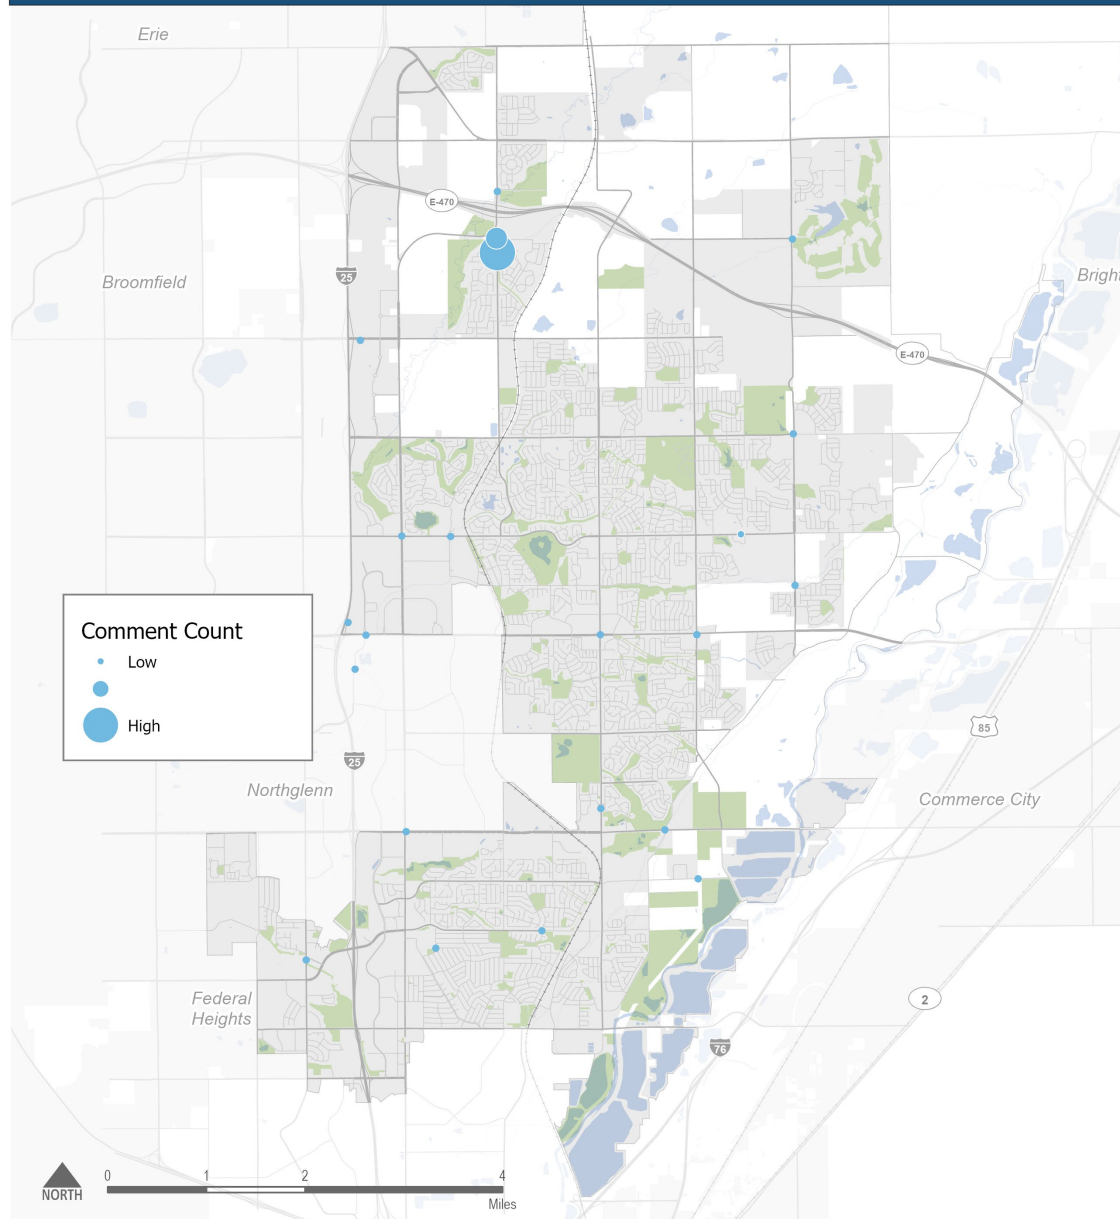 Erie
E-470
25
Broomfield
Bright
E-470
Comment Count
Low
High
85
25
Northglenn
Commerce City
Federal
Heights
2
76
NORTH
0 1 2 4
Miles